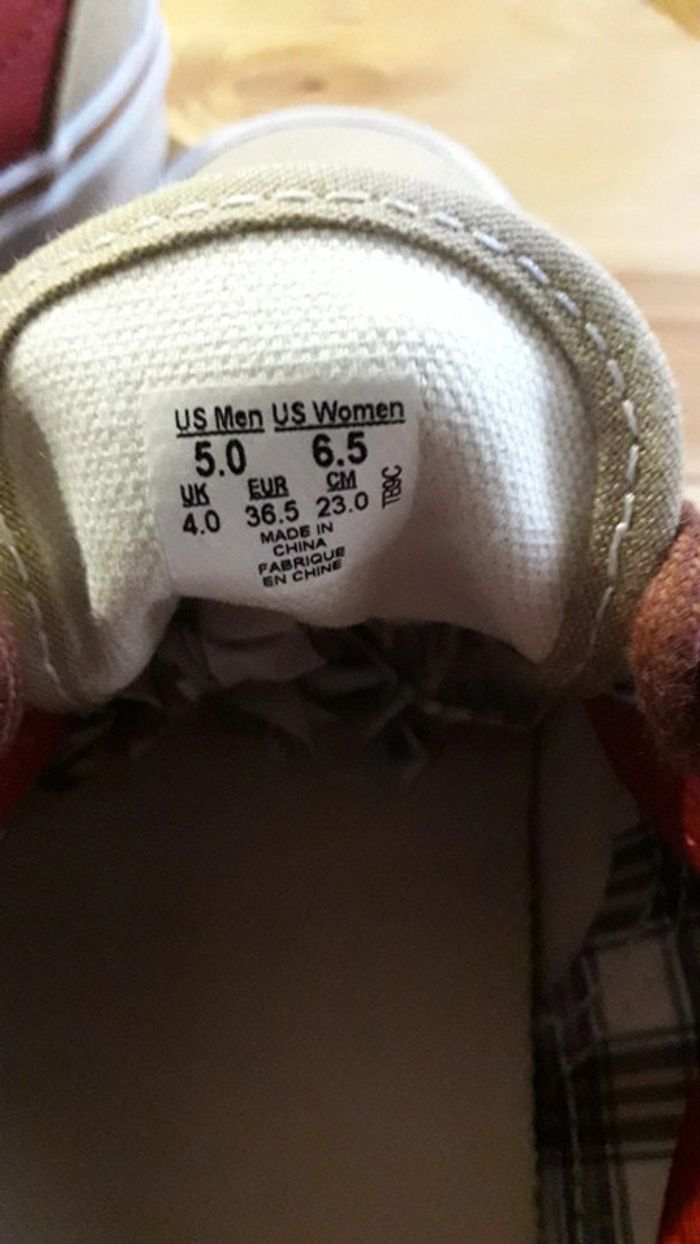 US Men US Women
5.0 6.5
UK EUR CM
4.0 36.5 23.0
TB9C
MADE IN
CHINA
FABRIQUE
EN CHINE